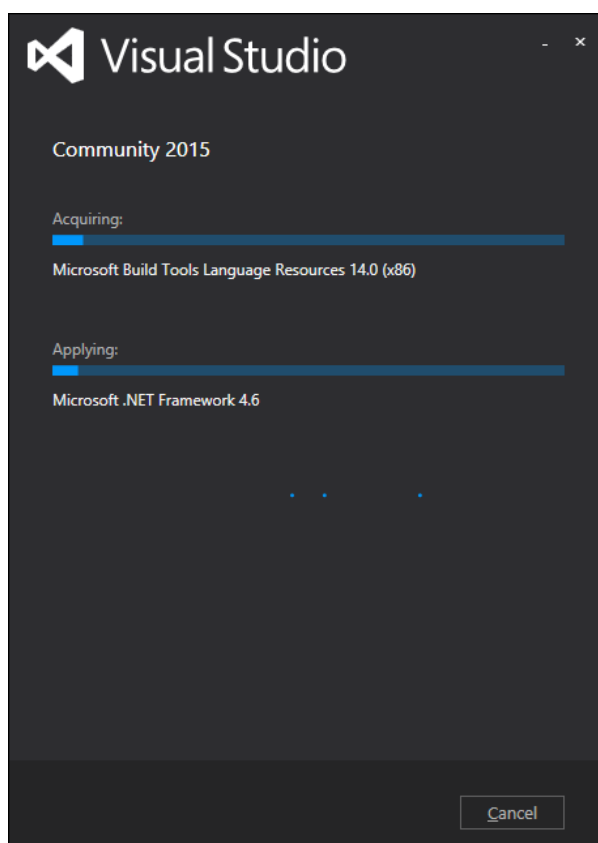 Visual Studio
Community 2015
Acquiring:
Microsoft Build Tools Language Resources 14.0 (x86)
Applying:
Microsoft .NET Framework 4.6
Cancel